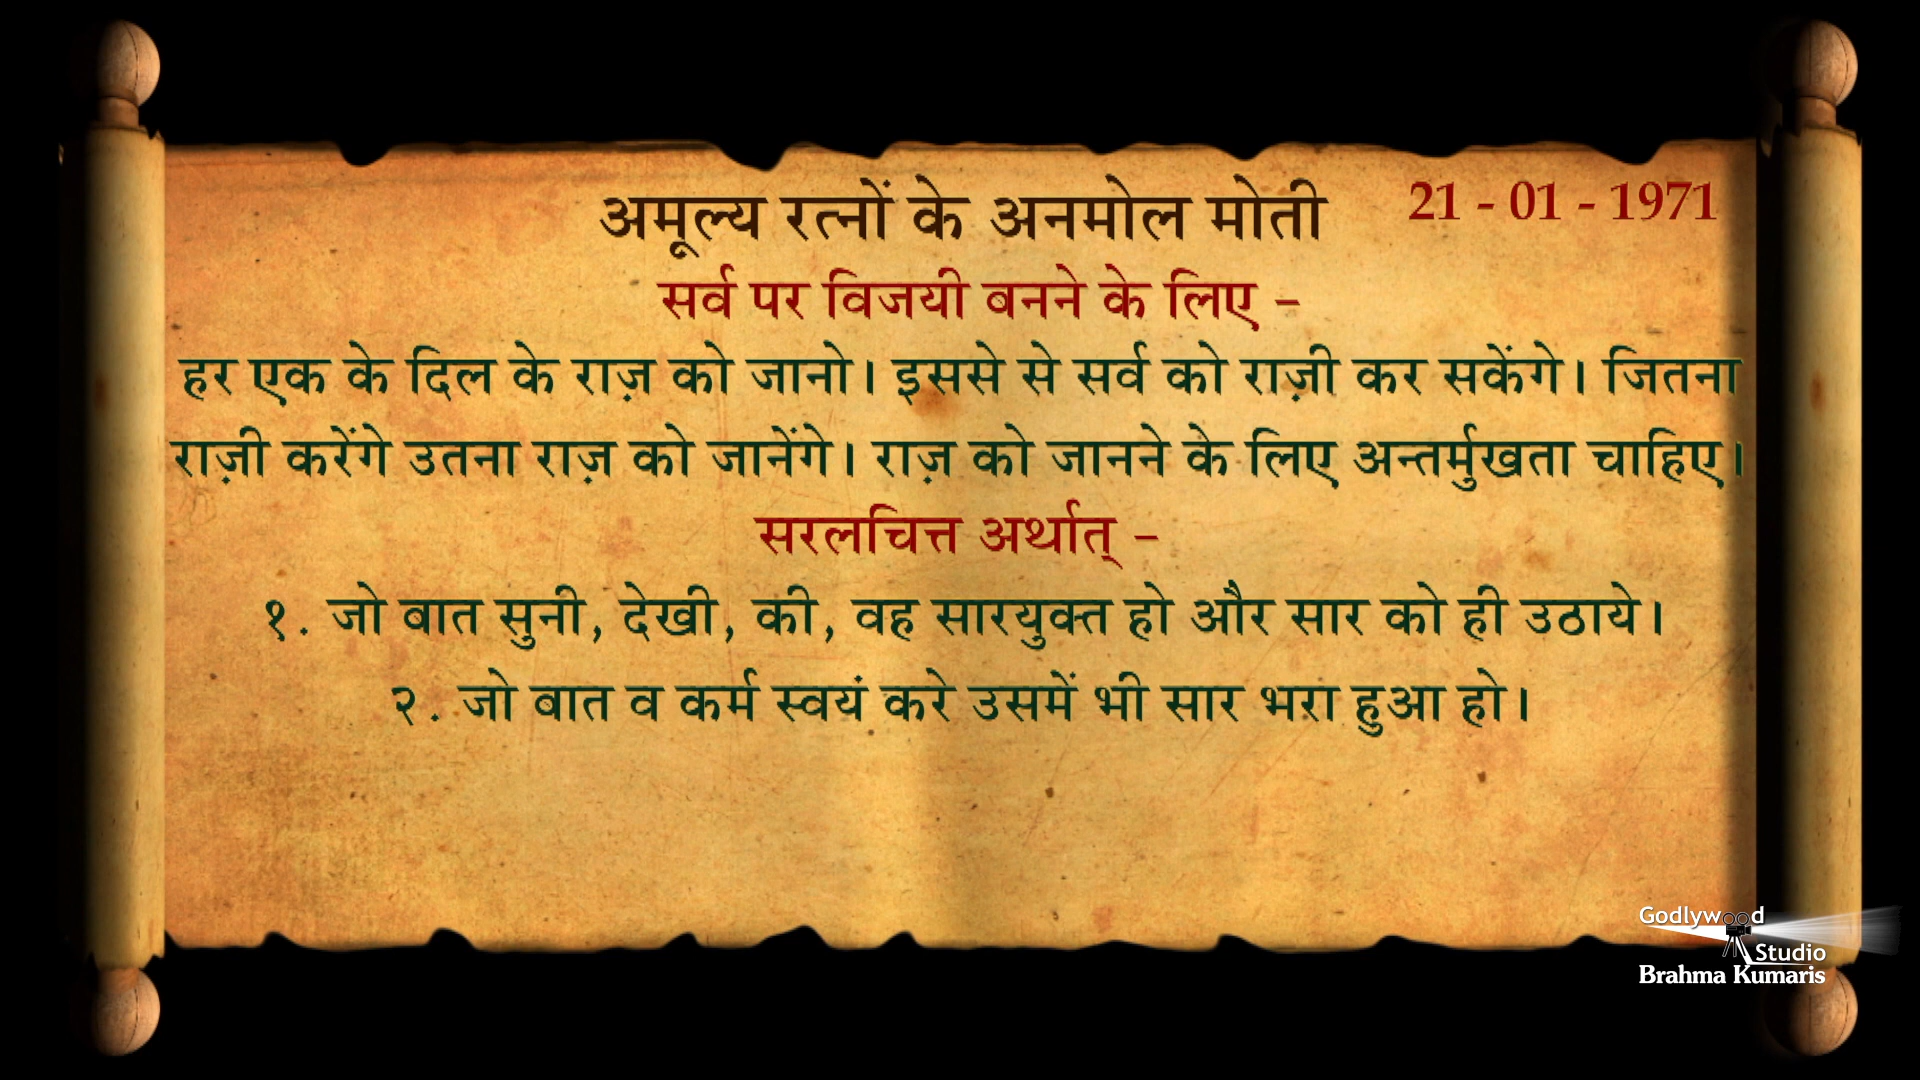 अमूल्य रत्नों के अनमोल मोती
21 - 01 - 1971
सर्व पर विजयी बनने के लिए –
हर एक के दिल के राज़ को जानो। इससे से सर्व को राज़ी कर सकेंगे। जितना
राज़ी करेंगे उतना राज़ को जानेंगे। राज़ को जानने के लिए अन्तर्मुखता चाहिए।
सरलचित्त अर्थात् –
१. जो बात सुनी, देखी, की, वह सारयुक्त हो और सार को ही उठाये।
२. जो बात व कर्म स्वयं करे उसमें भी सार भरा हुआ हो।
Godlywood
Studio
Brahma Kumaris